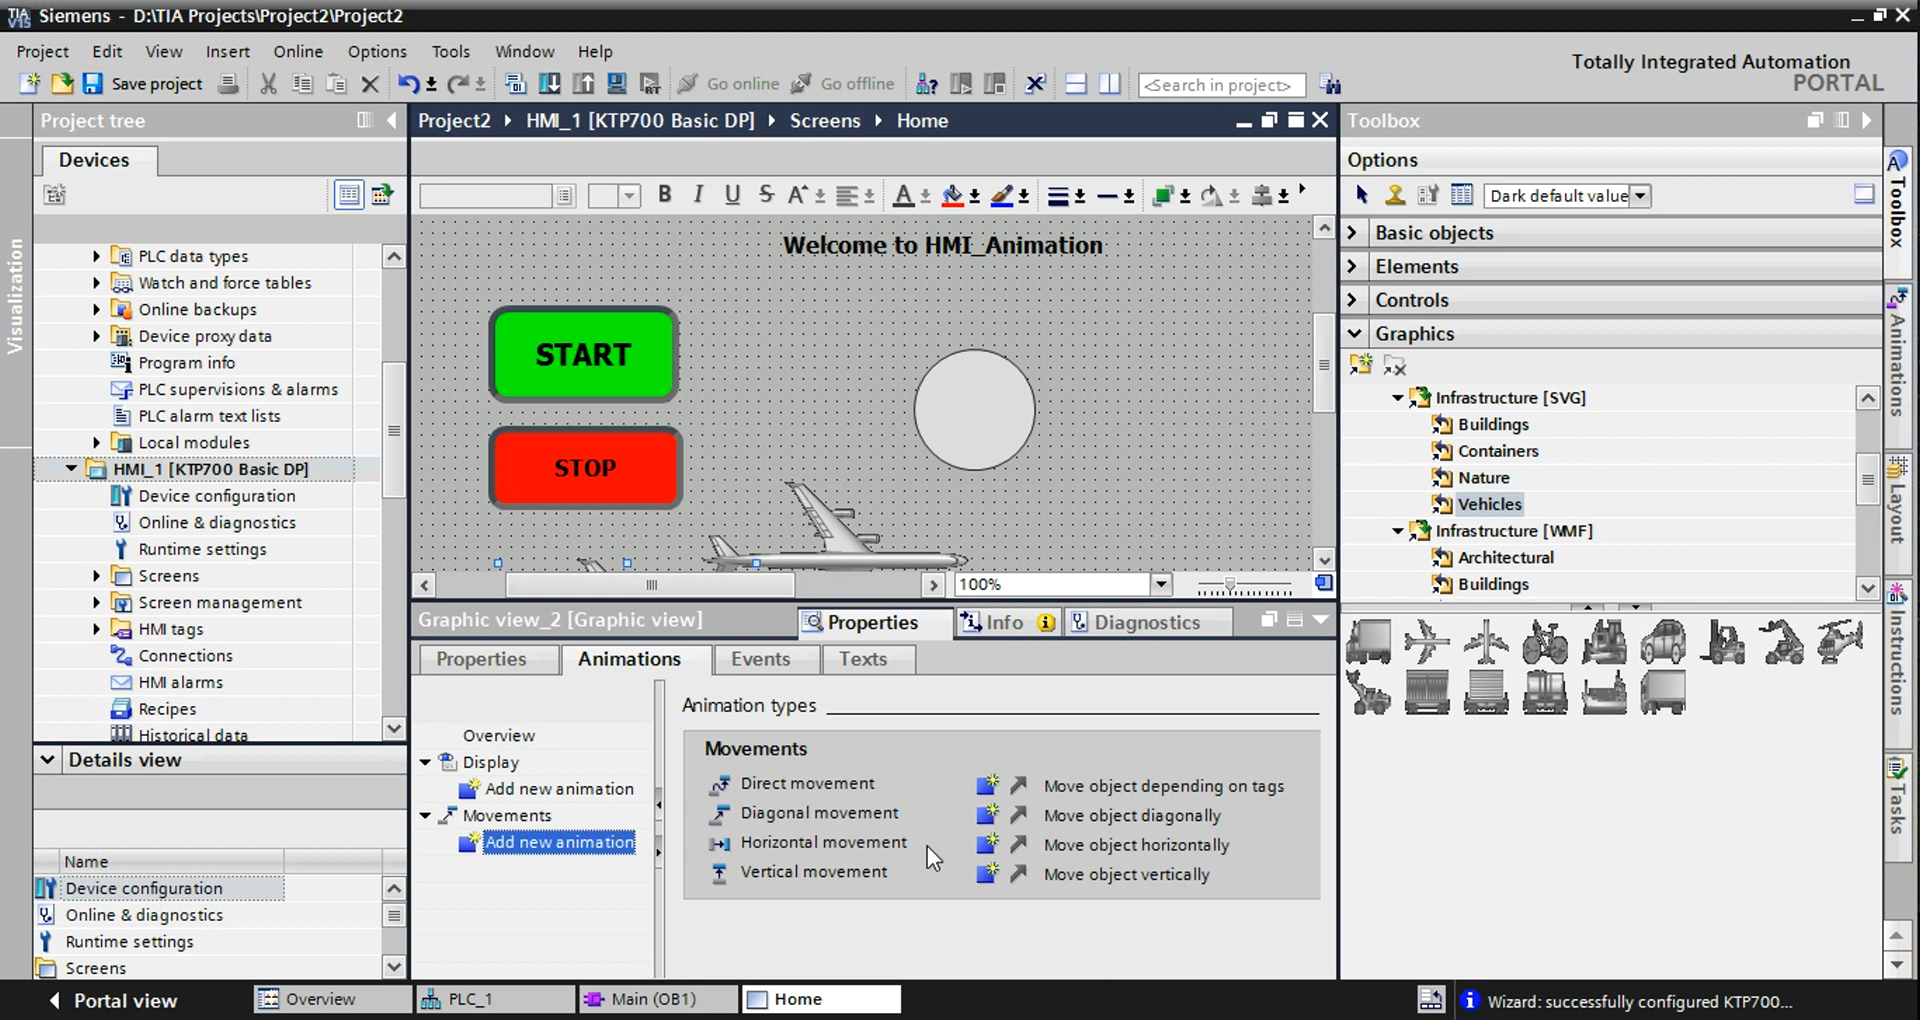 TIA V15 Siemens - D:\TIA Projects\Project2\Project2
Project Edit View Insert Online Options Tools Window Help
Totally Integrated Automation
PORTAL
Save project Go online Go offline <Search in project>
Project tree
Project2 HMI_1 [KTP700 Basic DP] Screens Home
Toolbox
Devices
Options
Dark default value
B I U S A A
Visualization
PLC data types
Watch and force tables
Online backups
Device proxy data
Program info
PLC supervisions & alarms
PLC alarm text lists
Local modules
HMI_1 [KTP700 Basic DP]
Device configuration
Online & diagnostics
Runtime settings
Screens
Screen management
HMI tags
Connections
HMI alarms
Recipes
Historical data
Welcome to HMI_Animation
START
STOP
100%
Basic objects
Elements
Controls
Graphics
Infrastructure [SVG]
Buildings
Containers
Nature
Vehicles
Infrastructure [WMF]
Architectural
Buildings
Toolbox
Animations
Layout
Instructions
Tasks
Graphic view_2 [Graphic view]
Properties Info Diagnostics
Properties Animations Events Texts
Overview
Display
Add new animation
Movements
Add new animation
Animation types
Movements
Direct movement Move object depending on tags
Diagonal movement Move object diagonally
Horizontal movement Move object horizontally
Vertical movement Move object vertically
Details view
Name
Device configuration
Online & diagnostics
Runtime settings
Screens
Portal view Overview PLC_1 Main (OB1) Home Wizard: successfully configured KTP700...